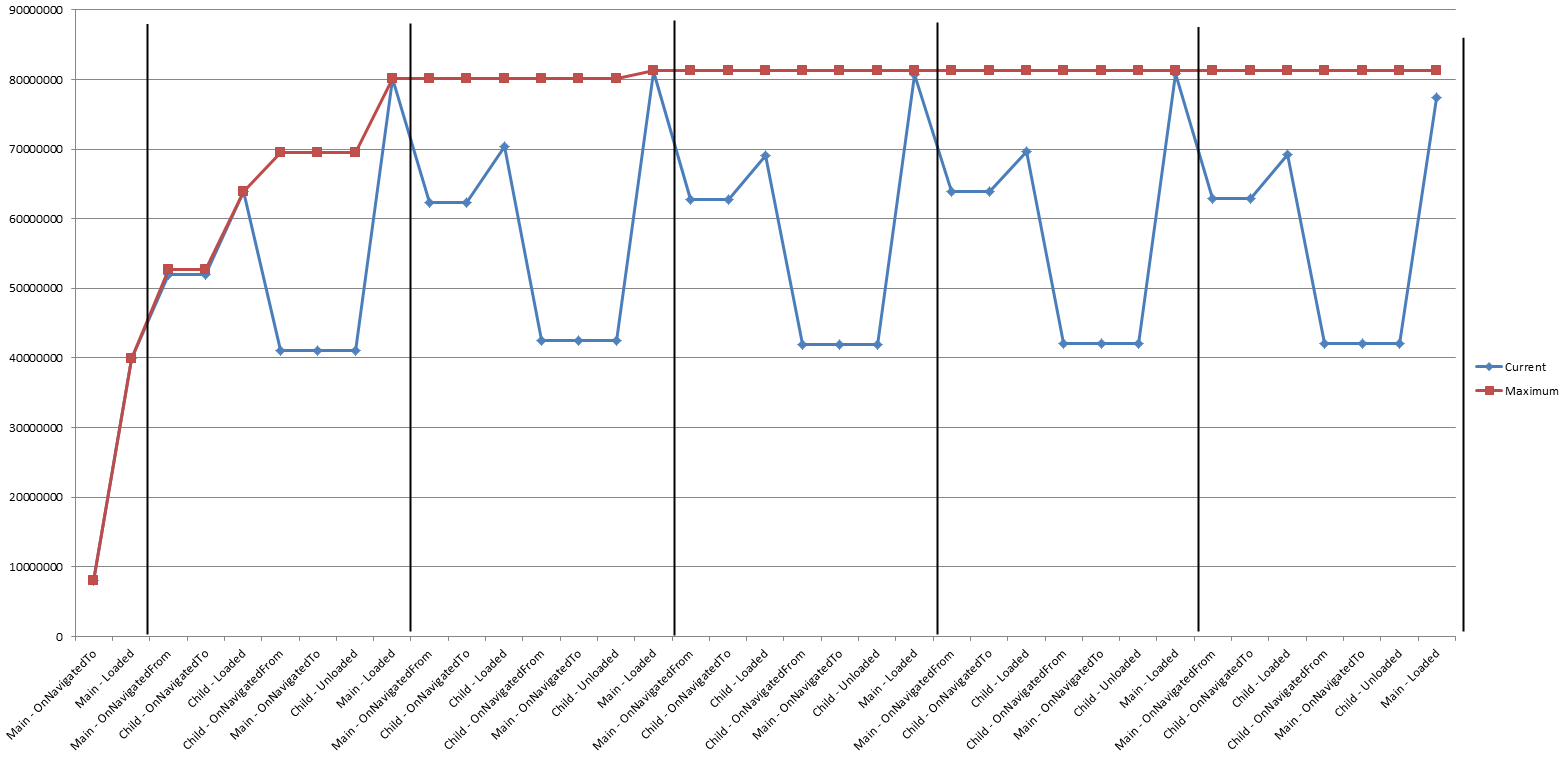 90000000
80000000
70000000
60000000
50000000
40000000
30000000
20000000
10000000
0
Main - OnNavigatedTo
Main - Loaded
Main - OnNavigatedFrom
Child - OnNavigatedTo
Child - Loaded
Child - OnNavigatedFrom
Main - OnNavigatedTo
Child - Unloaded
Main - Loaded
Main - OnNavigatedFrom
Child - OnNavigatedTo
Child - Loaded
Child - OnNavigatedFrom
Main - OnNavigatedTo
Child - Unloaded
Main - Loaded
Main - OnNavigatedFrom
Child - OnNavigatedTo
Child - Loaded
Child - OnNavigatedFrom
Main - OnNavigatedTo
Child - Unloaded
Main - Loaded
Main - OnNavigatedFrom
Child - OnNavigatedTo
Child - Loaded
Child - OnNavigatedFrom
Main - OnNavigatedTo
Child - Unloaded
Main - Loaded
Main - OnNavigatedFrom
Child - OnNavigatedTo
Child - Loaded
Child - OnNavigatedFrom
Main - OnNavigatedTo
Child - Unloaded
Main - Loaded
Current
Maximum